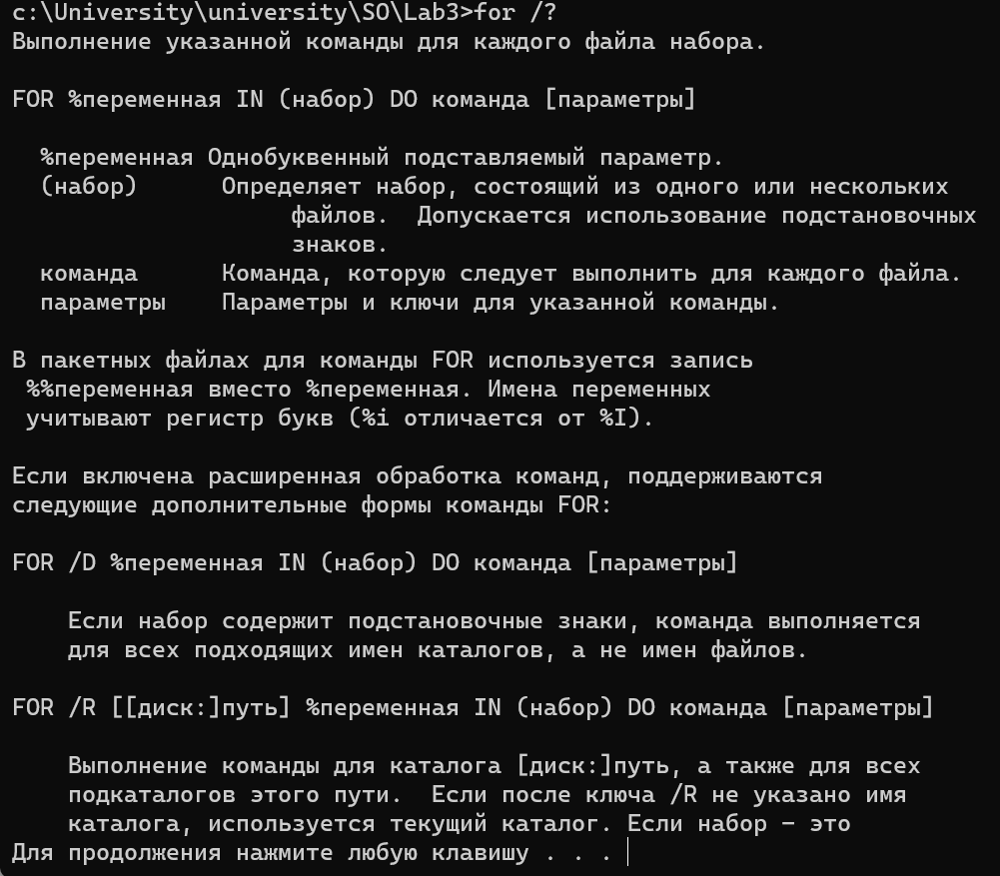 c:\University\university\SO\Lab3>for /?
Выполнение указанной команды для каждого файла набора.
FOR %переменная IN (набор) DO команда [параметры]
%переменная Однобуквенный подставляемый параметр.
(набор)      Определяет набор, состоящий из одного или нескольких
файлов.  Допускается использование подстановочных
знаков.
команда      Команда, которую следует выполнить для каждого файла.
параметры    Параметры и ключи для указанной команды.
В пакетных файлах для команды FOR используется запись
%%переменная вместо %переменная. Имена переменных
учитывают регистр букв (%i отличается от %I).
Если включена расширенная обработка команд, поддерживаются
следующие дополнительные формы команды FOR:
FOR /D %переменная IN (набор) DO команда [параметры]
Если набор содержит подстановочные знаки, команда выполняется
для всех подходящих имен каталогов, а не имен файлов.
FOR /R [[диск:]путь] %переменная IN (набор) DO команда [параметры]
Выполнение команды для каталога [диск:]путь, а также для всех
подкаталогов этого пути.  Если после ключа /R не указано имя
каталога, используется текущий каталог. Если набор – это
Для продолжения нажмите любую клавишу . . .